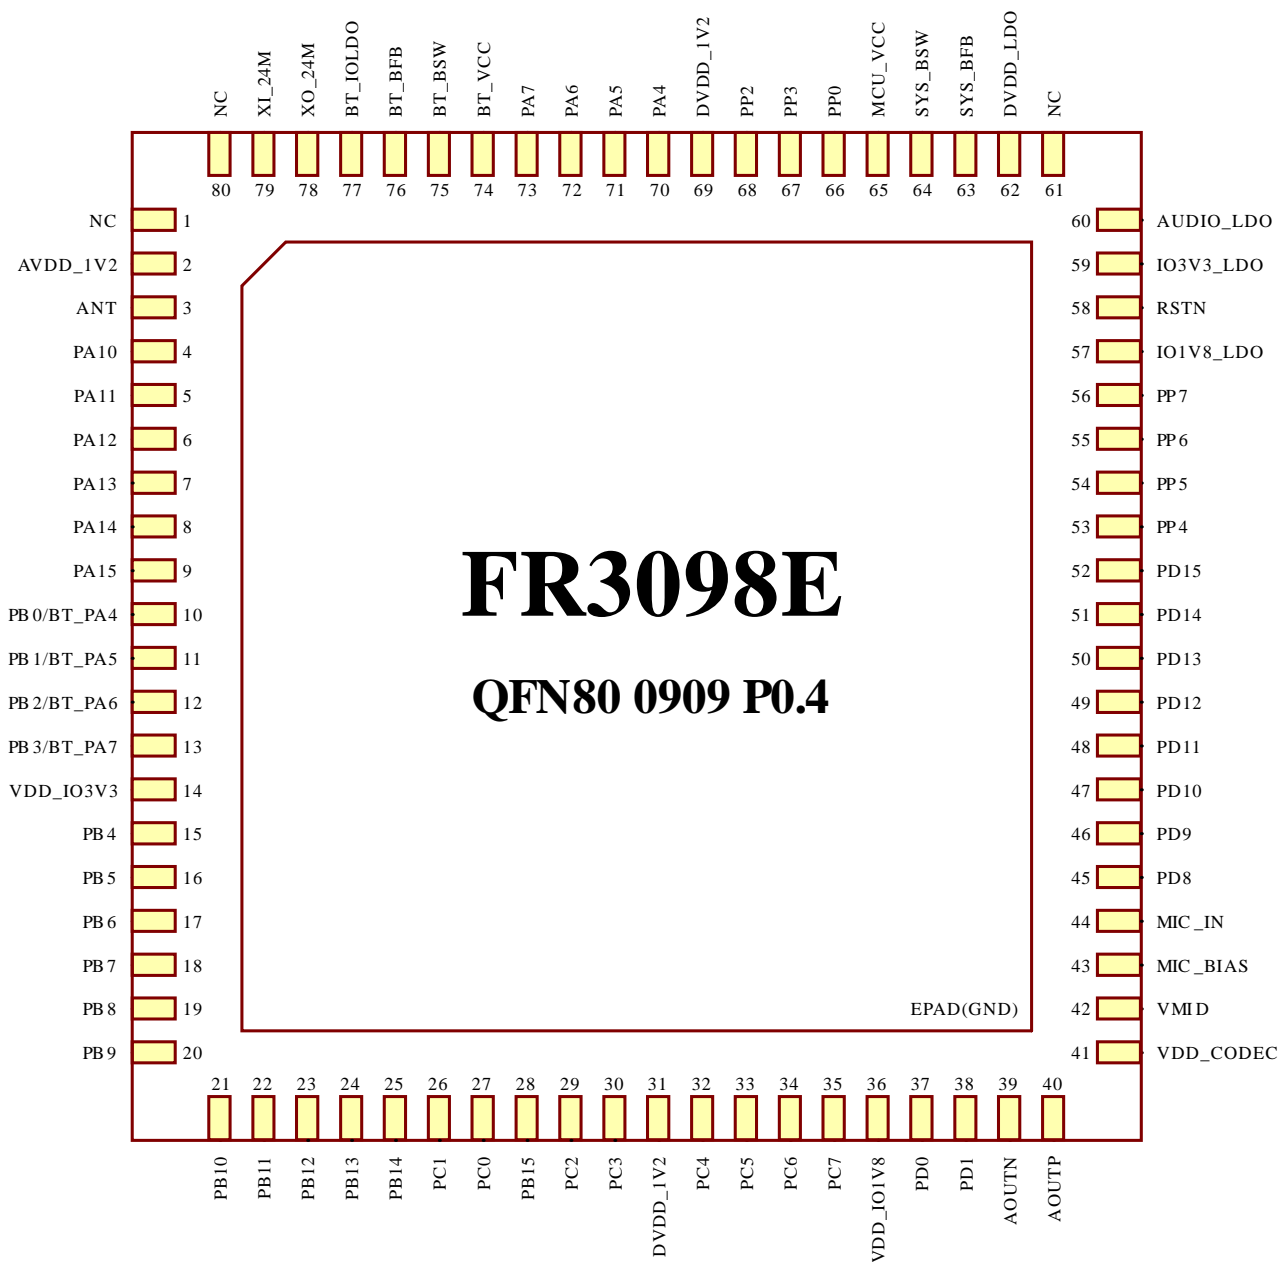 NC
XI_24M
XO_24M
BT_IOLDO
BT_BFB
BT_BSW
BT_VCC
PA7
PA6
PA5
PA4
DVDD_1V2
PP2
PP3
PP0
MCU_VCC
SYS_BSW
SYS_BFB
DVDD_LDO
NC
80 79 78 77 76 75 74 73 72 71 70 69 68 67 66 65 64 63 62 61
NC 1
AVDD_1V2 2
ANT 3
PA10 4
PA11 5
PA12 6
PA13 7
PA14 8
PA15 9
PB0/BT_PA4 10
PB1/BT_PA5 11
PB2/BT_PA6 12
PB3/BT_PA7 13
VDD_IO3V3 14
PB4 15
PB5 16
PB6 17
PB7 18
PB8 19
PB9 20
FR3098E
QFN80 0909 P0.4
EPAD(GND)
60 AUDIO_LDO
59 IO3V3_LDO
58 RSTN
57 IO1V8_LDO
56 PP7
55 PP6
54 PP5
53 PP4
52 PD15
51 PD14
50 PD13
49 PD12
48 PD11
47 PD10
46 PD9
45 PD8
44 MIC_IN
43 MIC_BIAS
42 VMID
41 VDD_CODEC
21 22 23 24 25 26 27 28 29 30 31 32 33 34 35 36 37 38 39 40
PB10
PB11
PB12
PB13
PB14
PC1
PC0
PB15
PC2
PC3
DVDD_1V2
PC4
PC5
PC6
PC7
VDD_IO1V8
PD0
PD1
AOUTN
AOUTP